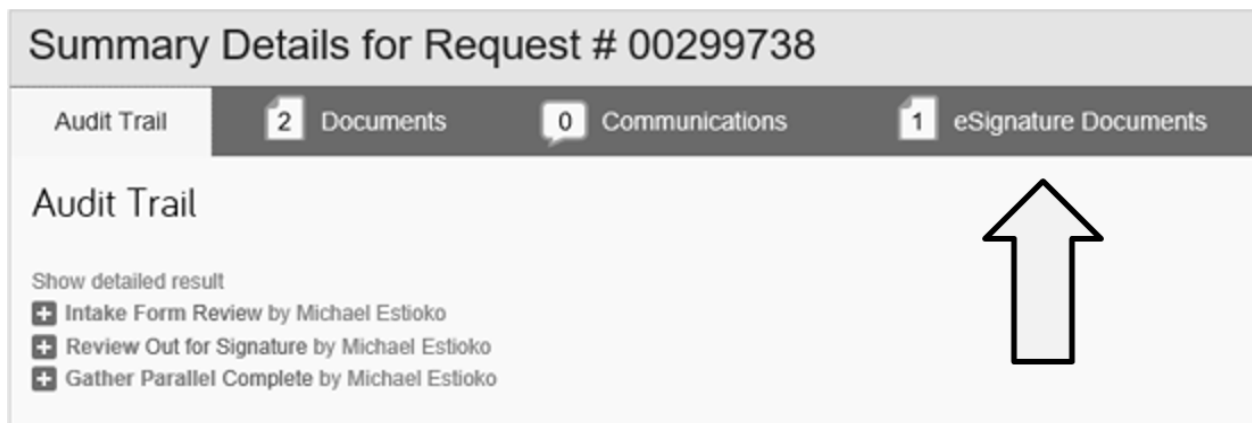 Summary Details for Request # 00299738
Audit Trail 2 Documents 0 Communications 1 eSignature Documents
Audit Trail
Show detailed result
Intake Form Review by Michael Estioko
Review Out for Signature by Michael Estioko
Gather Parallel Complete by Michael Estioko